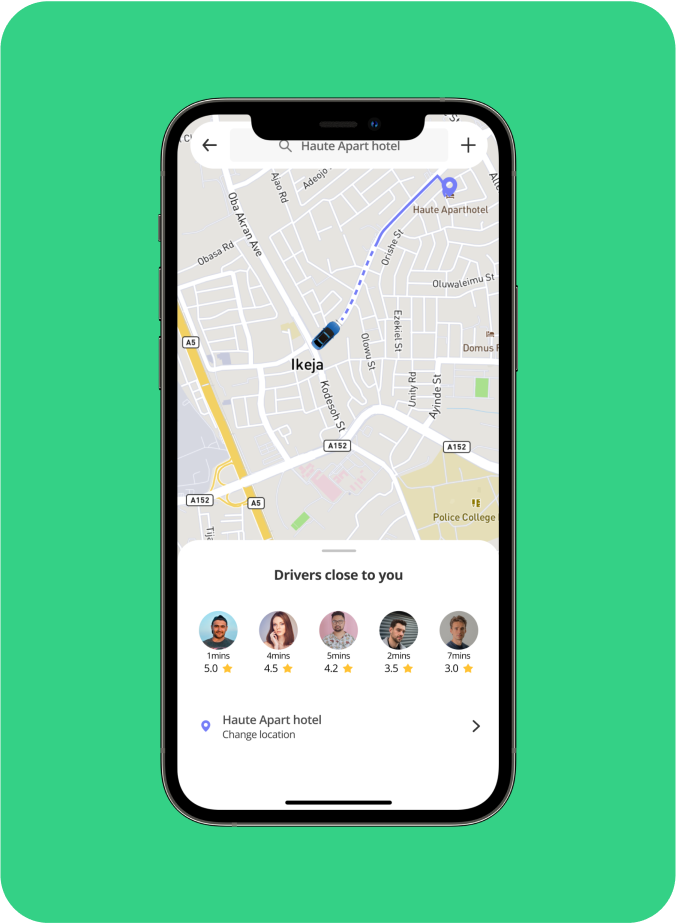 Haute Apart hotel
Ajao Rd
Oba Akran Ave
Haute Aparthotel
Obasa Rd
Orishe St
Oluwaleimu St
A5
Ezekiel St
Olowu St
Domus
Ikeja
Kodesoh St
Unity Rd
Ayinde St
A152
A152
A152
A5
Police College
Drivers close to you
1mins
4mins
5mins
2mins
7mins
5.0
4.5
4.2
3.5
3.0
Haute Apart hotel
Change location